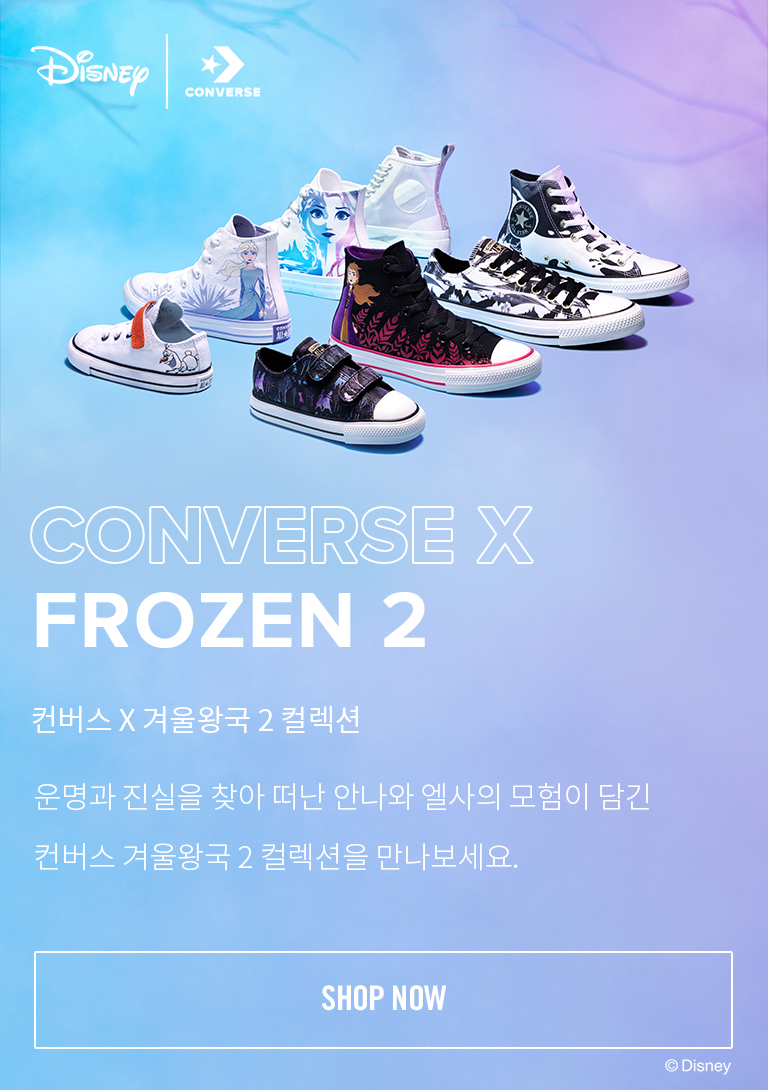 Disney
CONVERSE
CONVERSE X
FROZEN 2
컨버스 X 겨울왕국 2 컬렉션
운명과 진실을 찾아 떠난 안나와 엘사의 모험이 담긴
컨버스 겨울왕국 2 컬렉션을 만나보세요.
SHOP NOW
© Disney